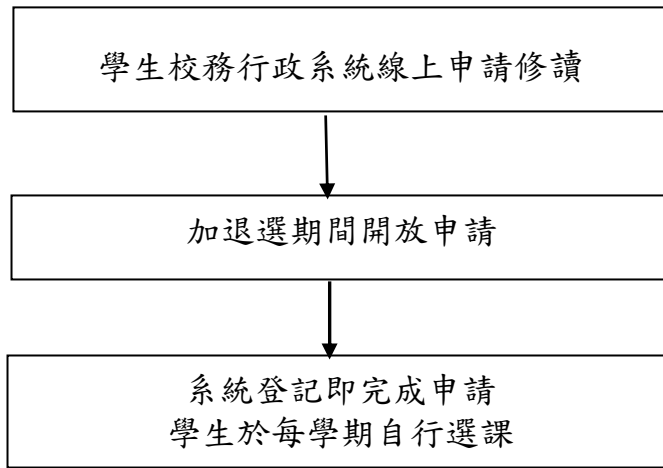 學生校務行政系統線上申請修讀
加退選期間開放申請
系統登記即完成申請
學生於每學期自行選課